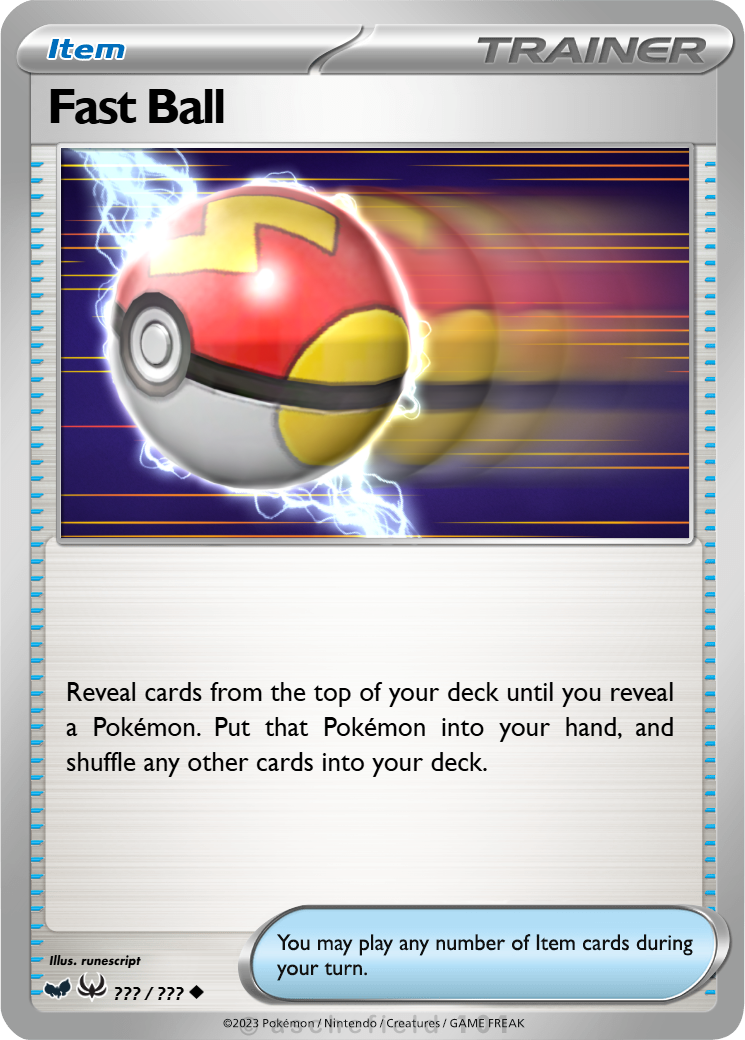 Item
TRAINER
Fast Ball
Reveal cards from the top of your deck until you reveal
a Pokémon. Put that Pokémon into your hand, and
shuffle any other cards into your deck.
You may play any number of Item cards during
your turn.
Illus. runescript
??? / ??? ◆
©2023 Pokémon / Nintendo / Creatures / GAME FREAK